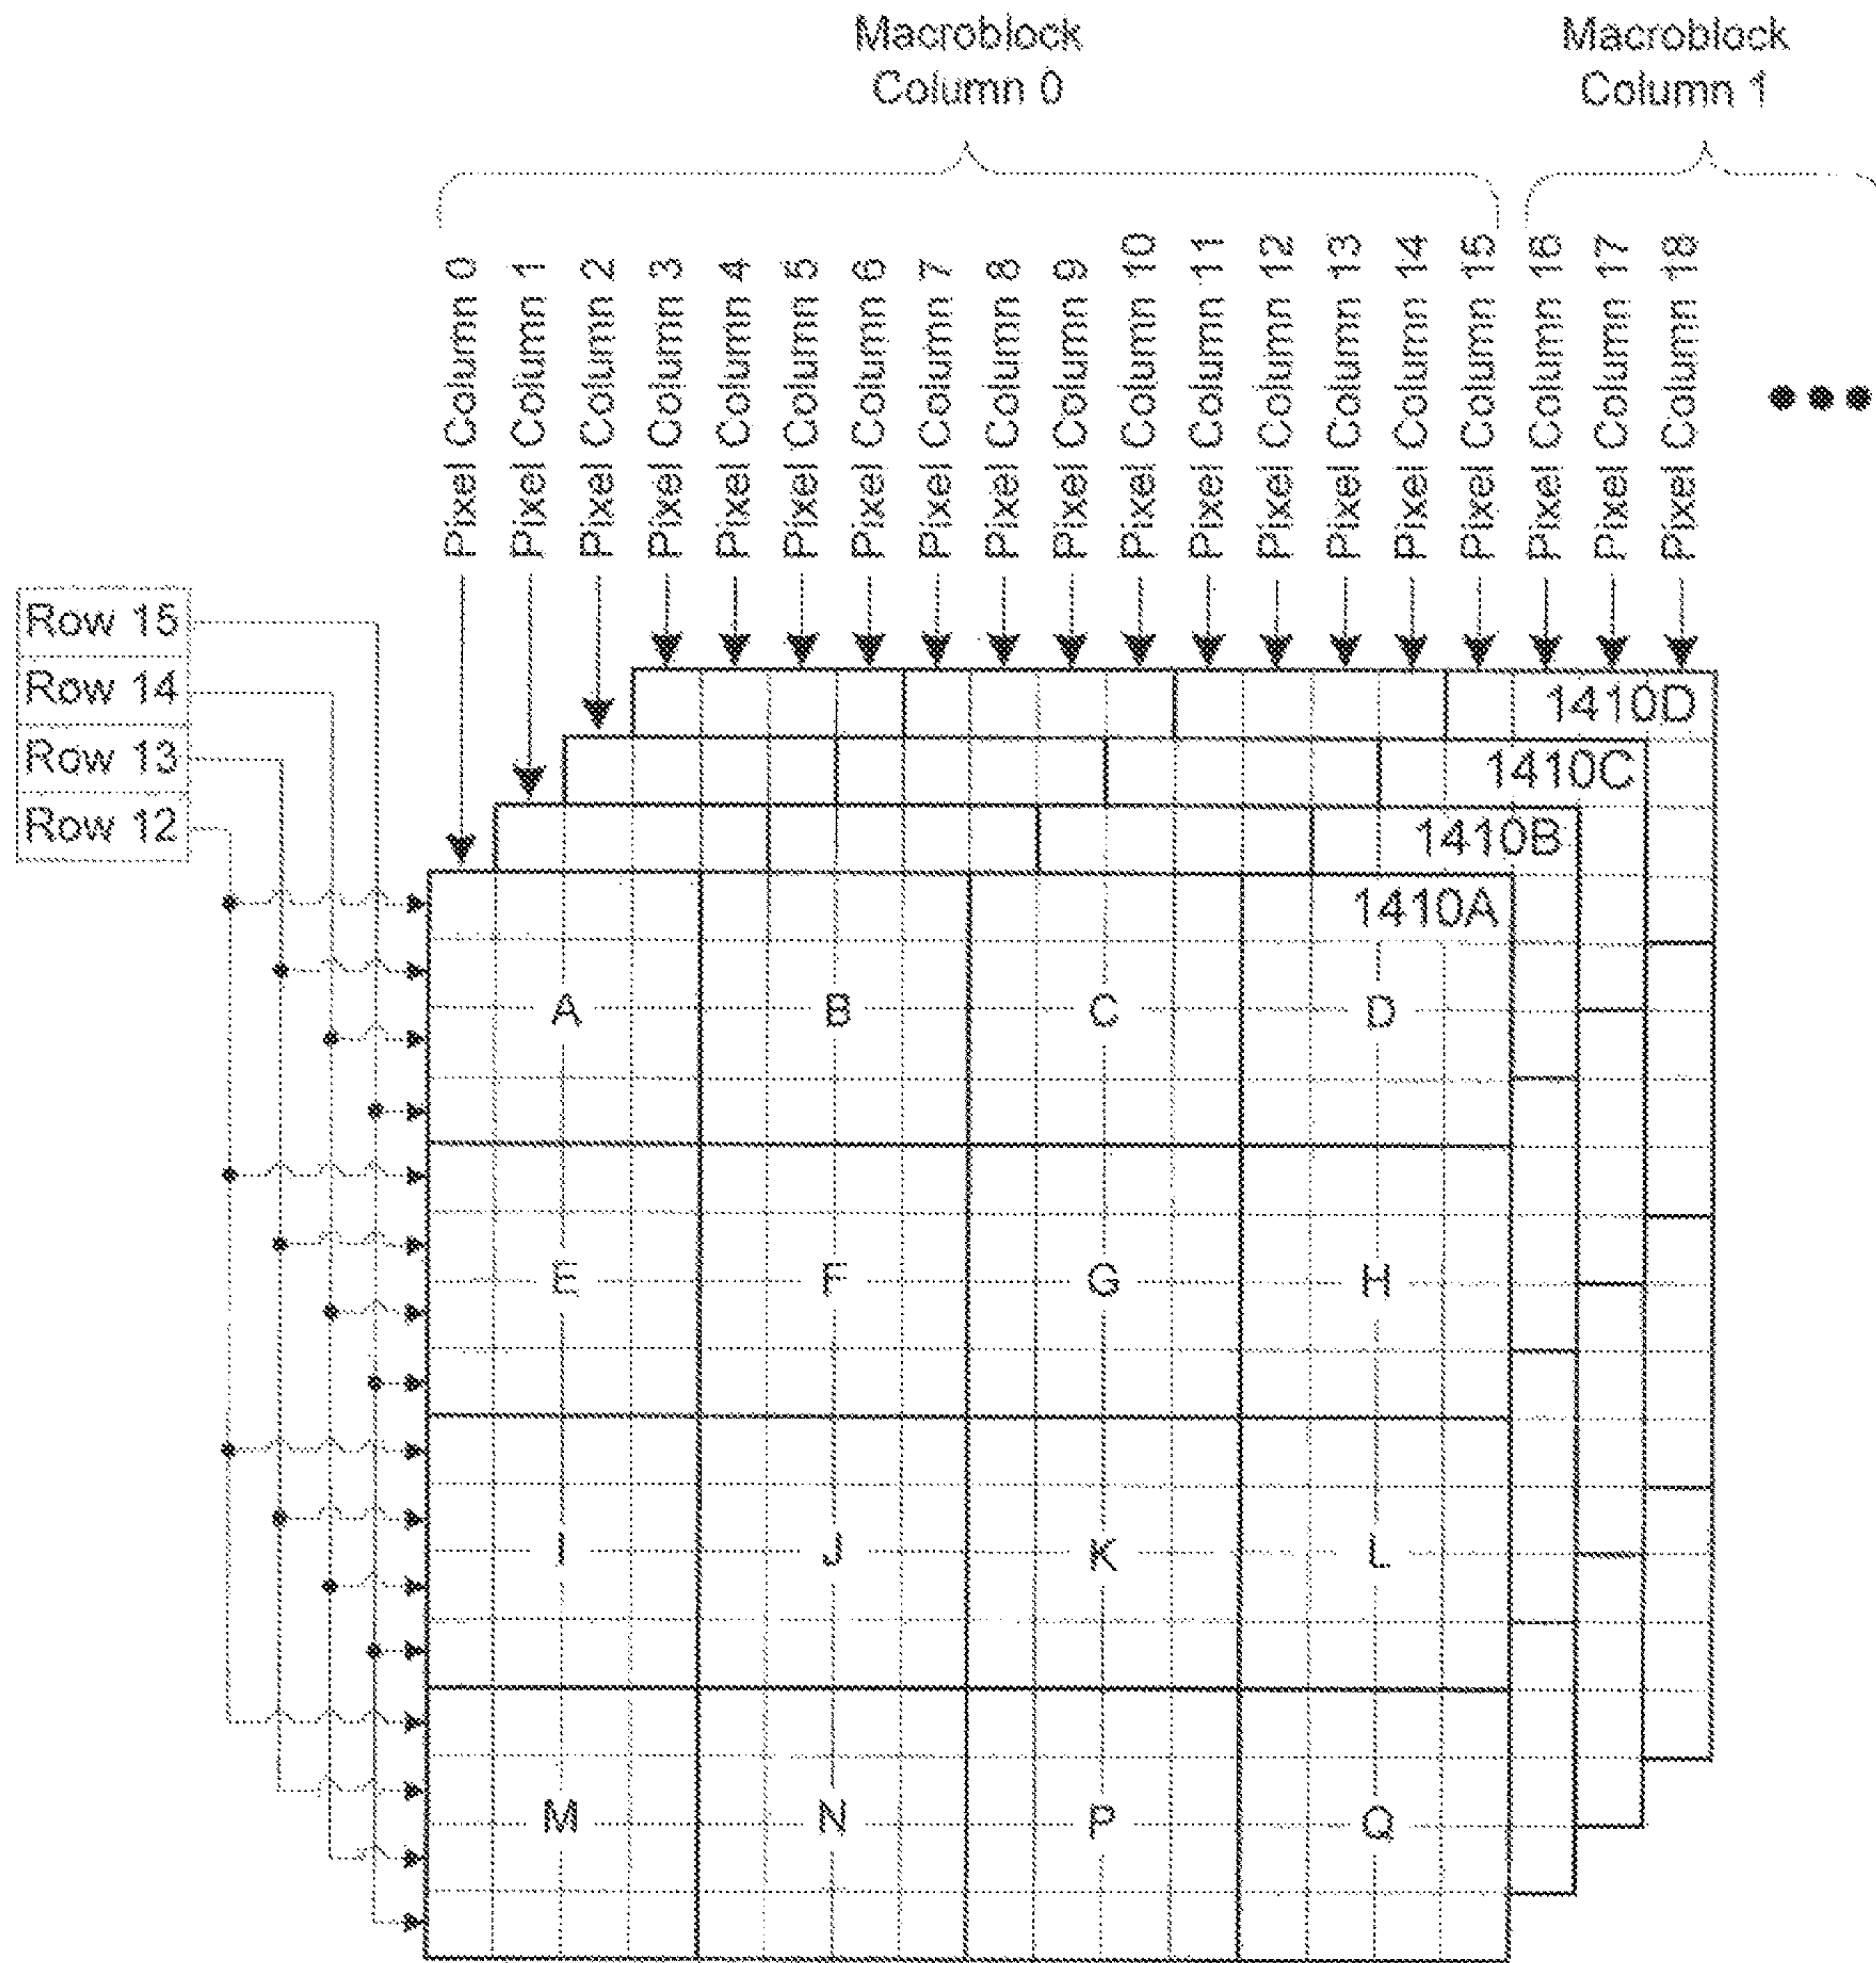 Macroblock
Column 0
Macroblock
Column 1
Pixel Column 0
Pixel Column 1
Pixel Column 2
Pixel Column 3
Pixel Column 4
Pixel Column 5
Pixel Column 6
Pixel Column 7
Pixel Column 8
Pixel Column 9
Pixel Column 10
Pixel Column 11
Pixel Column 12
Pixel Column 13
Pixel Column 14
Pixel Column 15
Pixel Column 16
Pixel Column 17
Pixel Column 18
Row 15
Row 14
Row 13
Row 12
1410D
1410C
1410B
1410A
A B C D
E F G H
I J K L
M N P Q